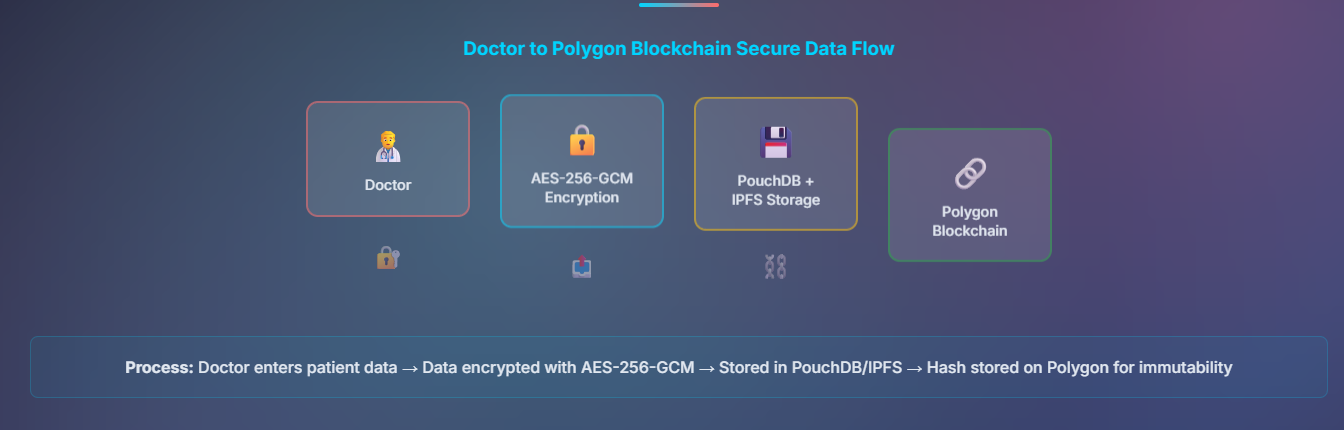 Doctor to Polygon Blockchain Secure Data Flow
Doctor
AES-256-GCM
Encryption
PouchDB +
IPFS Storage
Polygon
Blockchain
Process: Doctor enters patient data → Data encrypted with AES-256-GCM → Stored in PouchDB/IPFS → Hash stored on Polygon for immutability